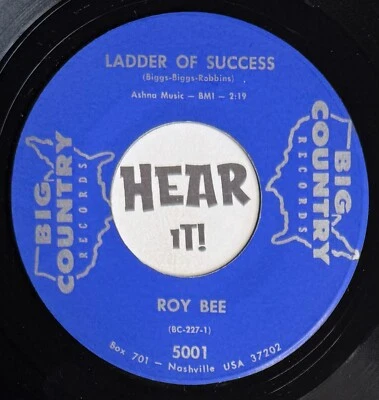 LADDER OF SUCCESS
(Biggs-Biggs-Robbins)
Ashna Music - BMI - 2:19
BIG
COUNTRY
RECORDS
HEAR
IT!
BIG
COUNTRY
RECORDS
ROY BEE
(BC-227-1)
5001
Box 701 - Nashville USA 37202